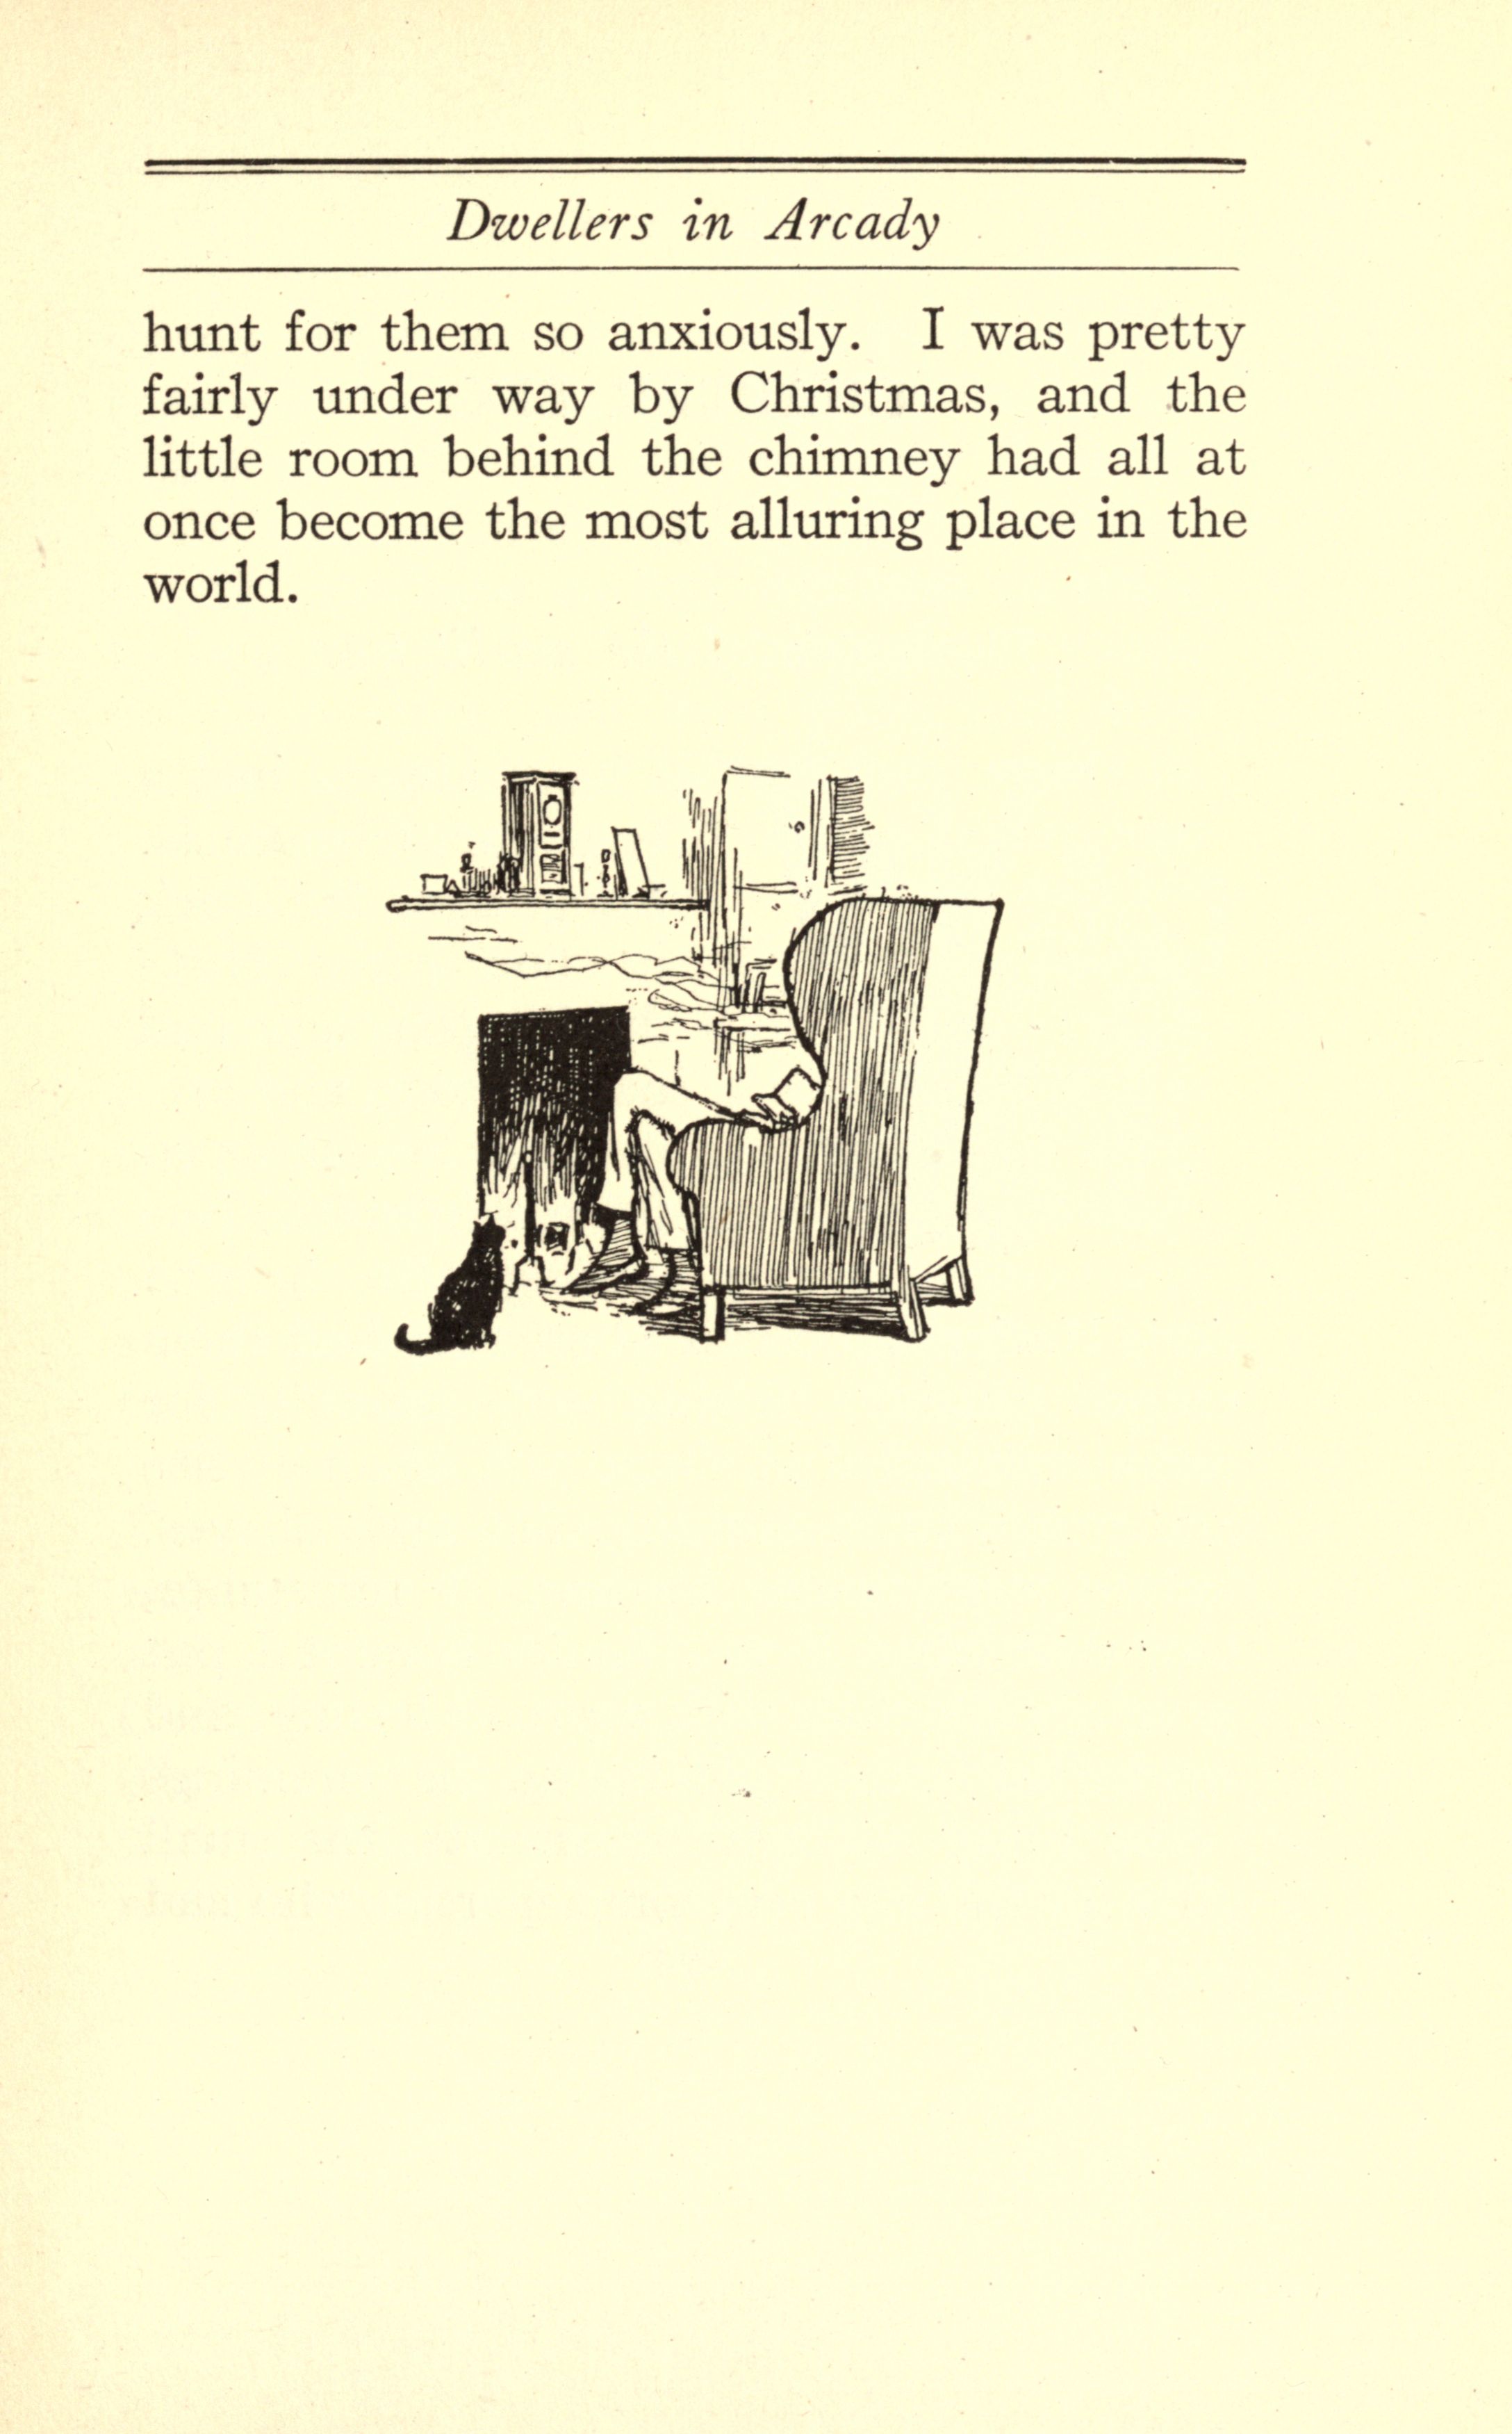 Dwellers in Arcady
hunt for them so anxiously. I was pretty
fairly under way by Christmas, and the
little room behind the chimney had all at
once become the most alluring place in the
world.